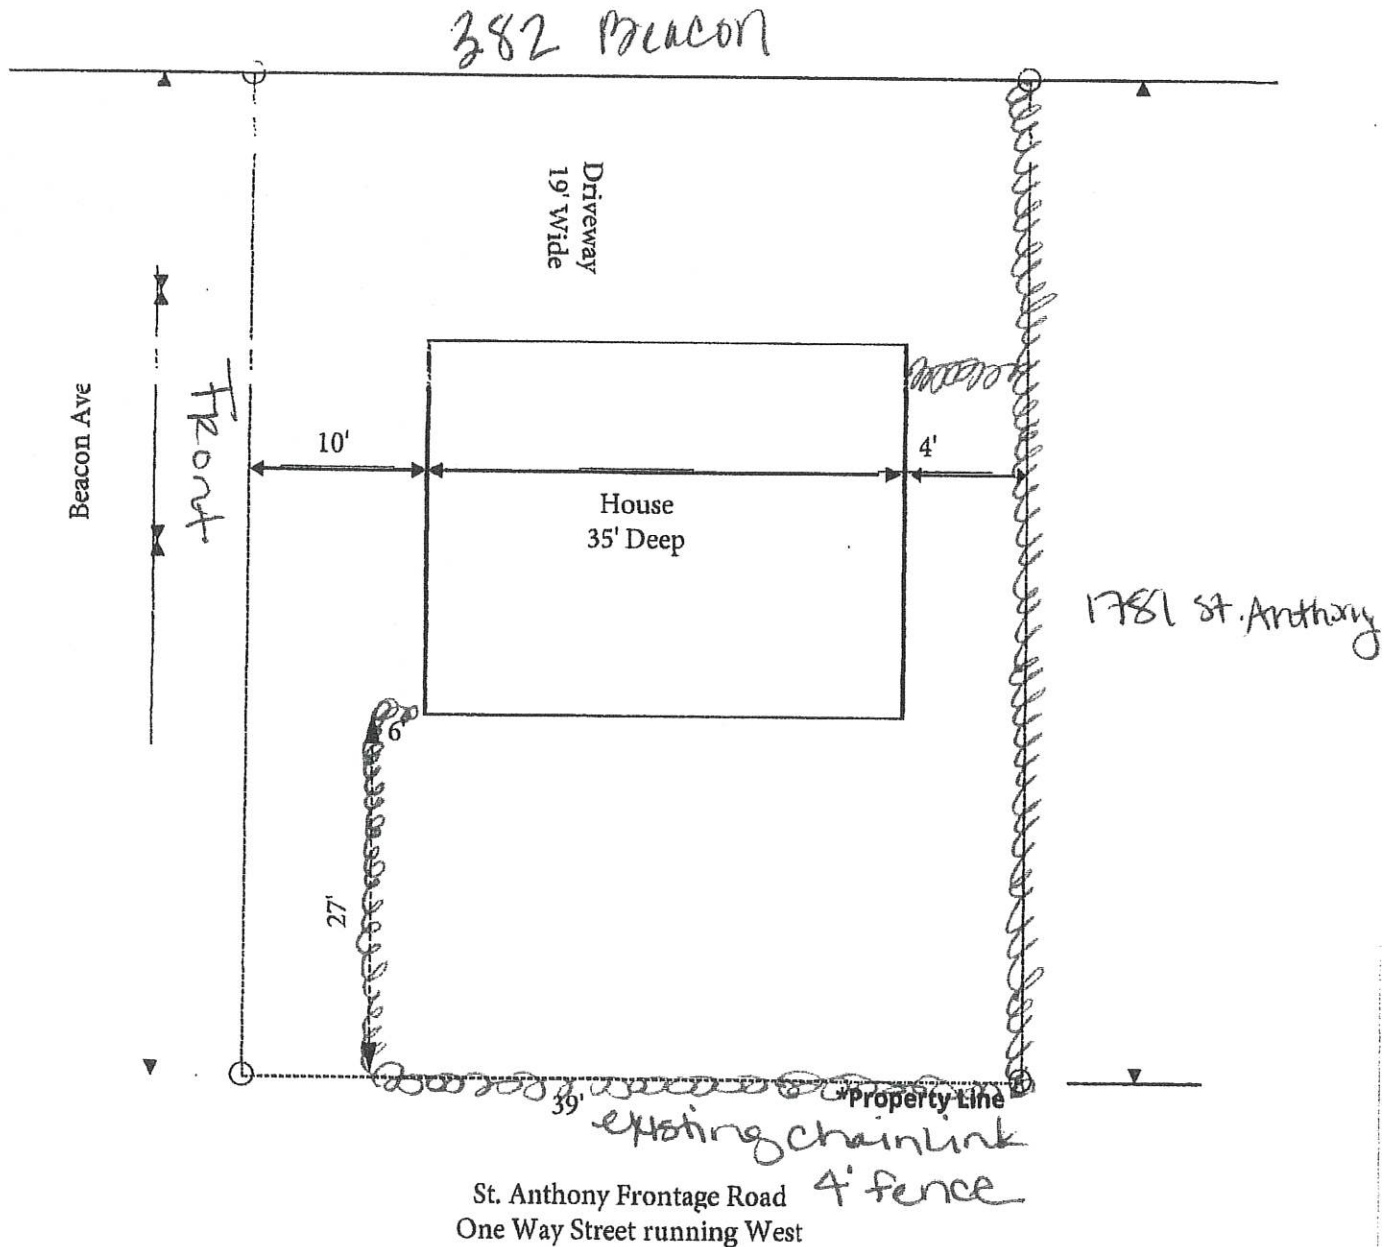 382 Beacon
Driveway
19' Wide
Beacon Ave
Front
10'
4'
House
35' Deep
1781 St. Anthony
6'
27'
39'
*Property Line
existing chainlink
4' fence
St. Anthony Frontage Road
One Way Street running West